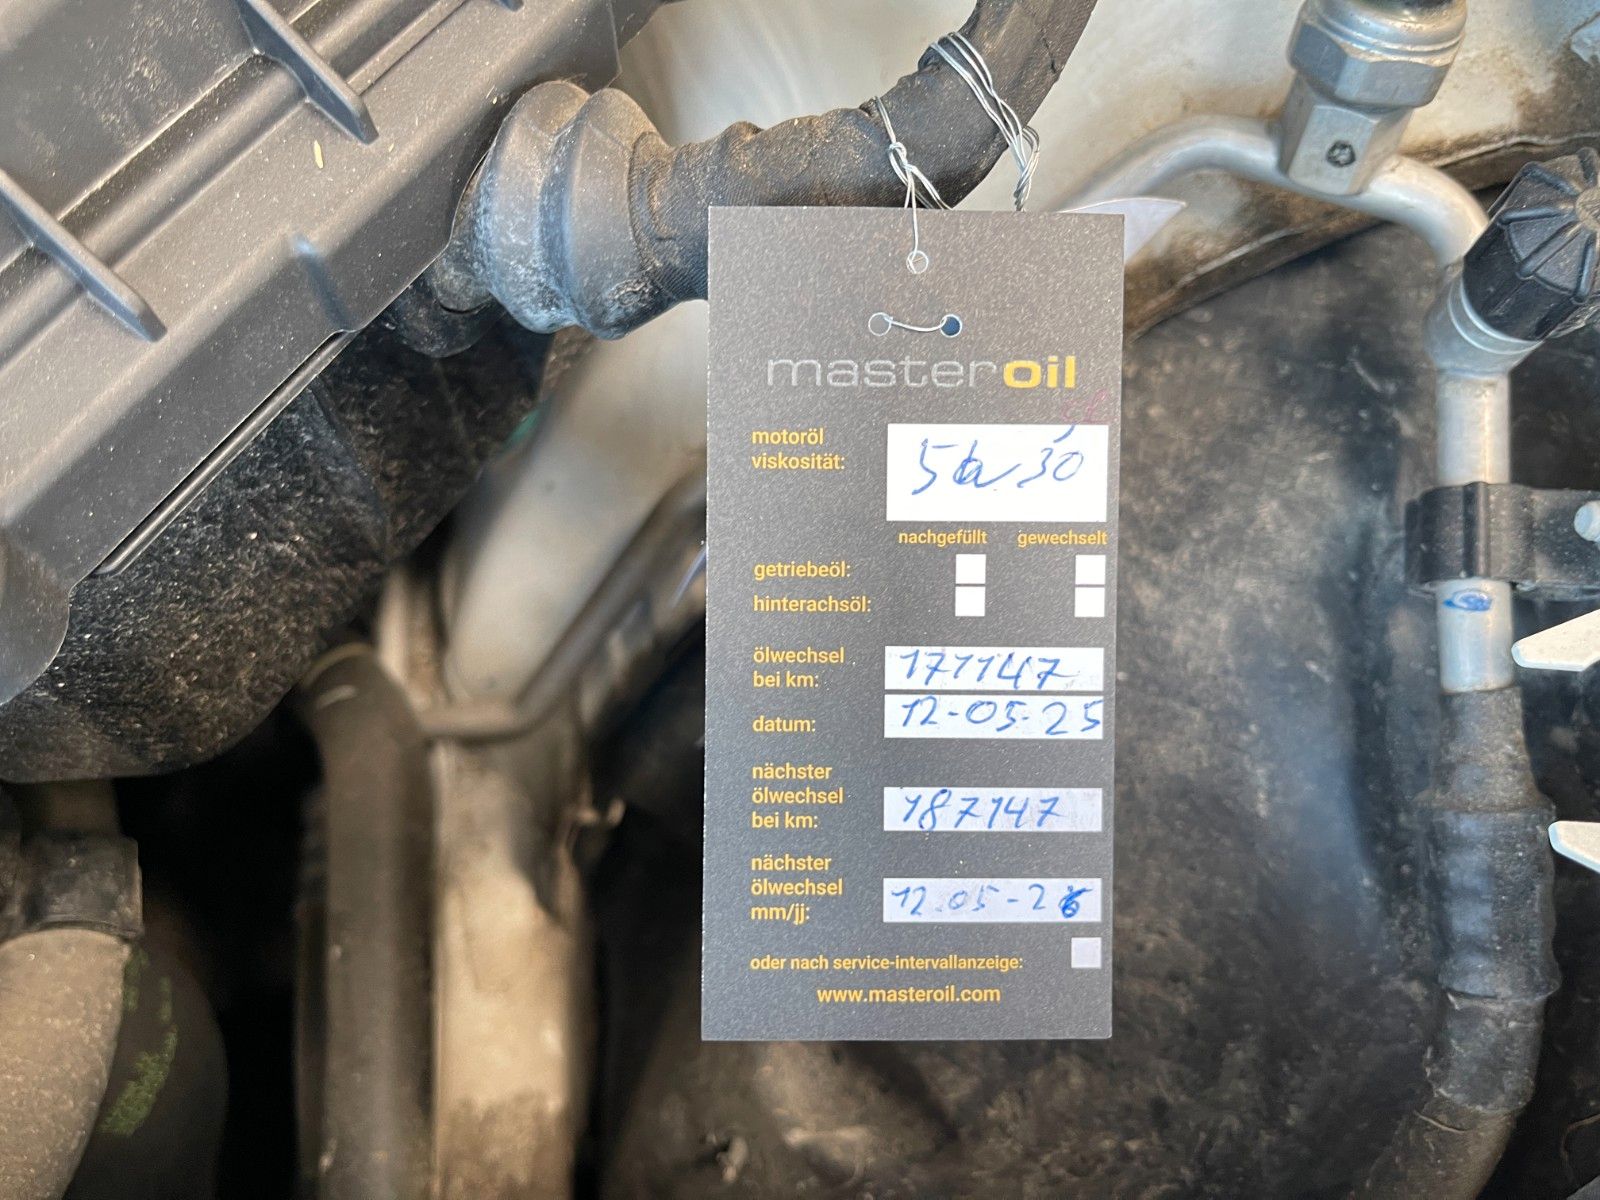 masteroil
motoröl
viskosität:
5W30
nachgefüllt gewechselt
getriebeöl:
hinterachsöl:
ölwechsel
bei km:
171147
datum:
12-05-25
nächster
ölwechsel
bei km:
187147
nächster
ölwechsel
mm/jj:
12.05-26
oder nach service-intervallanzeige:
www.masteroil.com